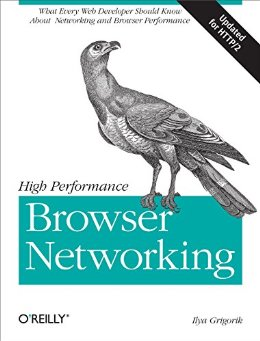 What Every Web Developer Should Know
About Networking and Browser Performance
Updated
for HTTP/2
High Performance
Browser
Networking
O'REILLY®
Ilya Grigorik